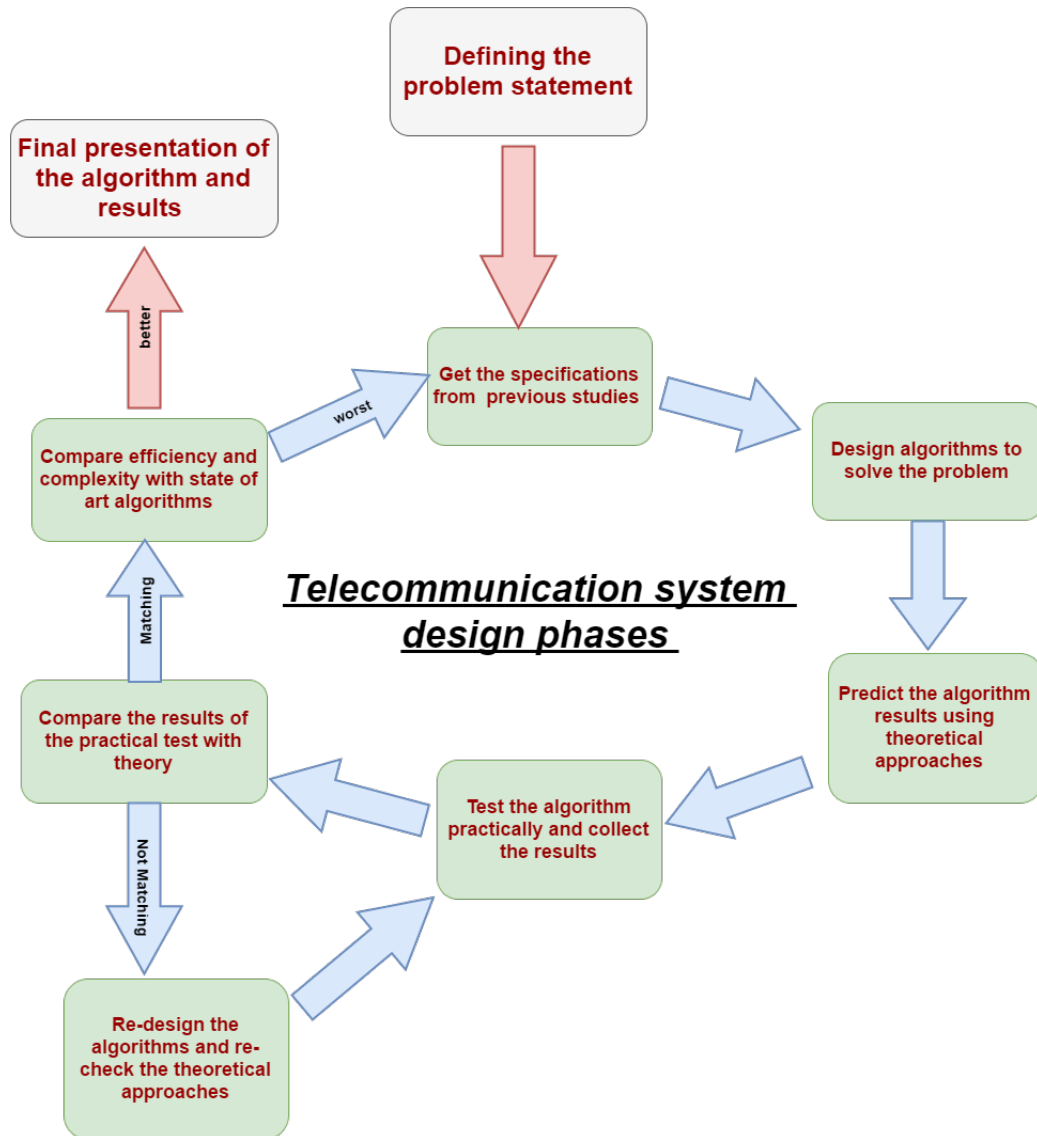 Defining the
problem statement
Final presentation of
the algorithm and
results
better
worst
Get the specifications
from previous studies
Design algorithms to
solve the problem
Compare efficiency and
complexity with state of
art algorithms
Telecommunication system
design phases
Matching
Predict the algorithm
results using
theoretical
approaches
Compare the results of
the practical test with
theory
Test the algorithm
practically and collect
the results
Not Matching
Re-design the
algorithms and re-
check the theoretical
approaches